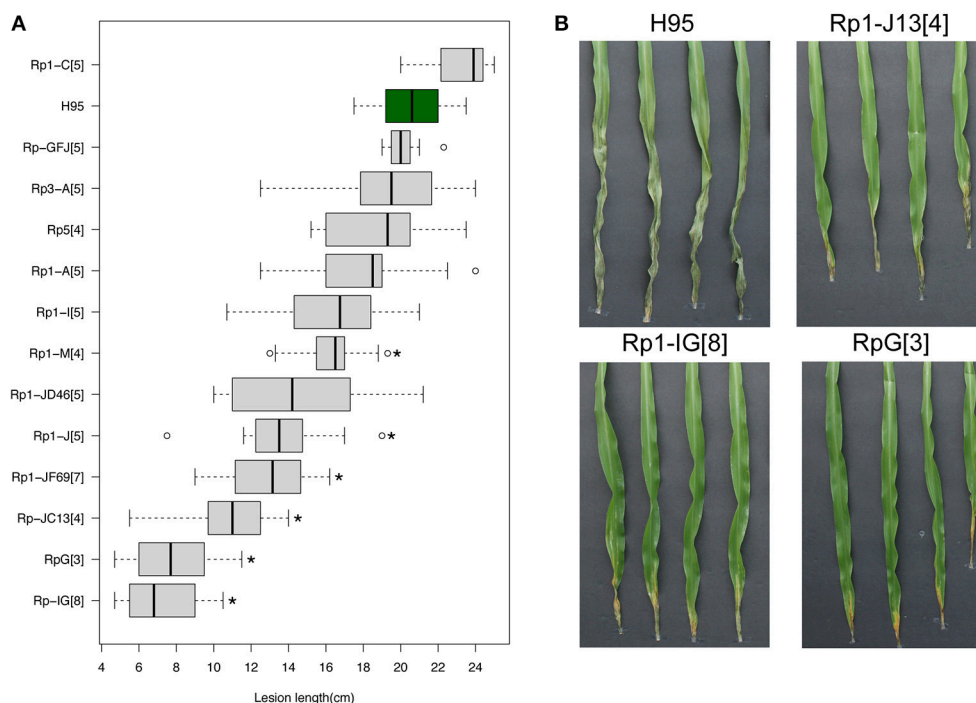 A
Rp1-C[5]
H95
Rp-GFJ[5]
Rp3-A[5]
Rp5[4]
Rp1-A[5]
Rp1-I[5]
Rp1-M[4]
*
Rp1-JD46[5]
Rp1-J[5]
*
Rp1-JF69[7]
*
Rp-JC13[4]
*
RpG[3]
*
Rp-IG[8]
*
4 6 8 10 12 14 16 18 20 22 24
Lesion length(cm)
B
H95
Rp1-J13[4]
Rp1-IG[8]
RpG[3]